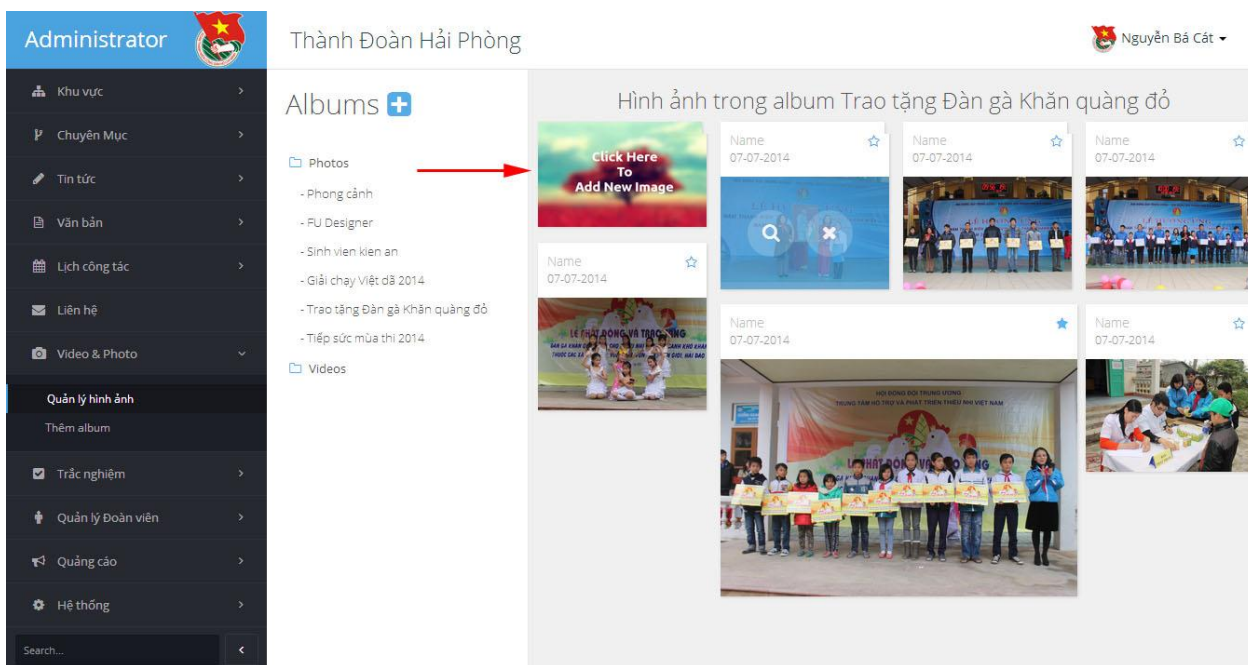 Administrator
Thành Đoàn Hải Phòng
Nguyễn Bá Cát
Khu vực
Chuyên Mục
Tin tức
Văn bản
Lịch công tác
Liên hệ
Video & Photo
Quản lý hình ảnh
Thêm album
Trắc nghiệm
Quản lý Đoàn viên
Quảng cáo
Hệ thống
Search...
Albums
Photos
- Phong cảnh
- FU Designer
- Sinh vien kien an
- Giải chạy Việt dã 2014
- Trao tặng Đàn gà Khăn quàng đỏ
- Tiếp sức mùa thi 2014
Videos
Hình ảnh trong album Trao tặng Đàn gà Khăn quàng đỏ
Click Here
To
Add New Image
Name
07-07-2014
Name
07-07-2014
Name
07-07-2014
Name
07-07-2014
LỄ PHÁT ĐỘNG VÀ TRAO TẶNG
Name
07-07-2014
HỘI ĐỒNG ĐỘI TRUNG ƯƠNG
TRUNG TÂM HỖ TRỢ VÀ PHÁT TRIỂN THIẾU NHI VIỆT NAM
Name
07-07-2014